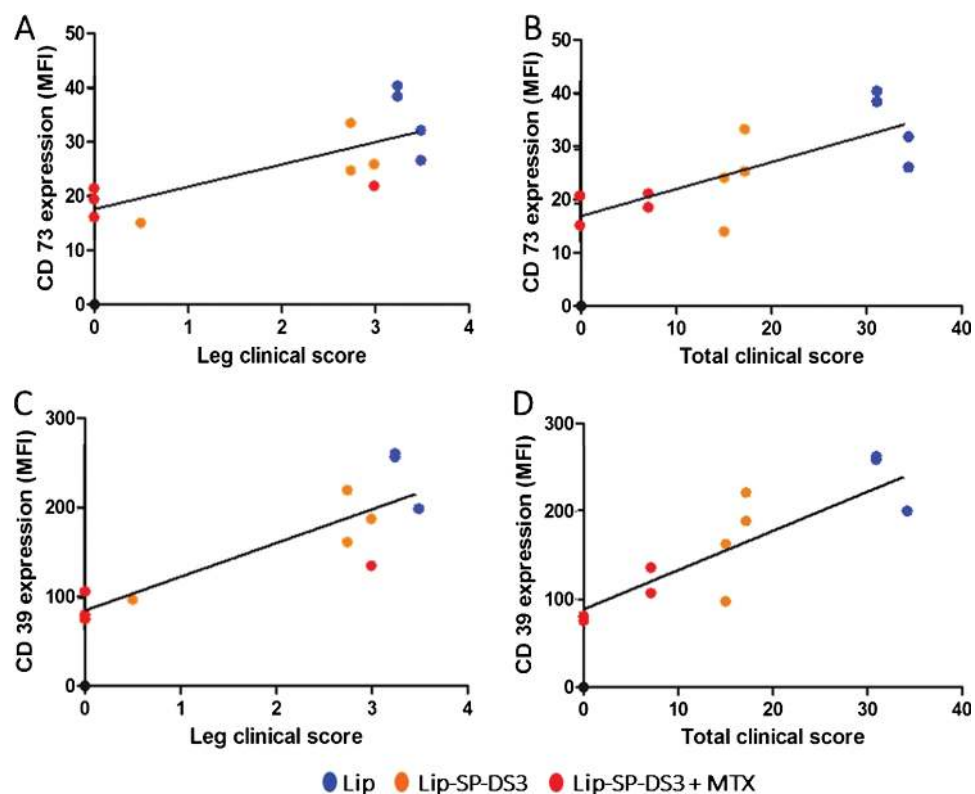 A
CD 73 expression (MFI)
50
40
30
20
10
0
0 1 2 3 4
Leg clinical score
B
CD 73 expression (MFI)
50
40
30
20
10
0
0 10 20 30 40
Total clinical score
C
CD 39 expression (MFI)
300
200
100
0
0 1 2 3 4
Leg clinical score
D
CD 39 expression (MFI)
300
200
100
0
0 10 20 30 40
Total clinical score
Lip Lip-SP-DS3 Lip-SP-DS3 + MTX